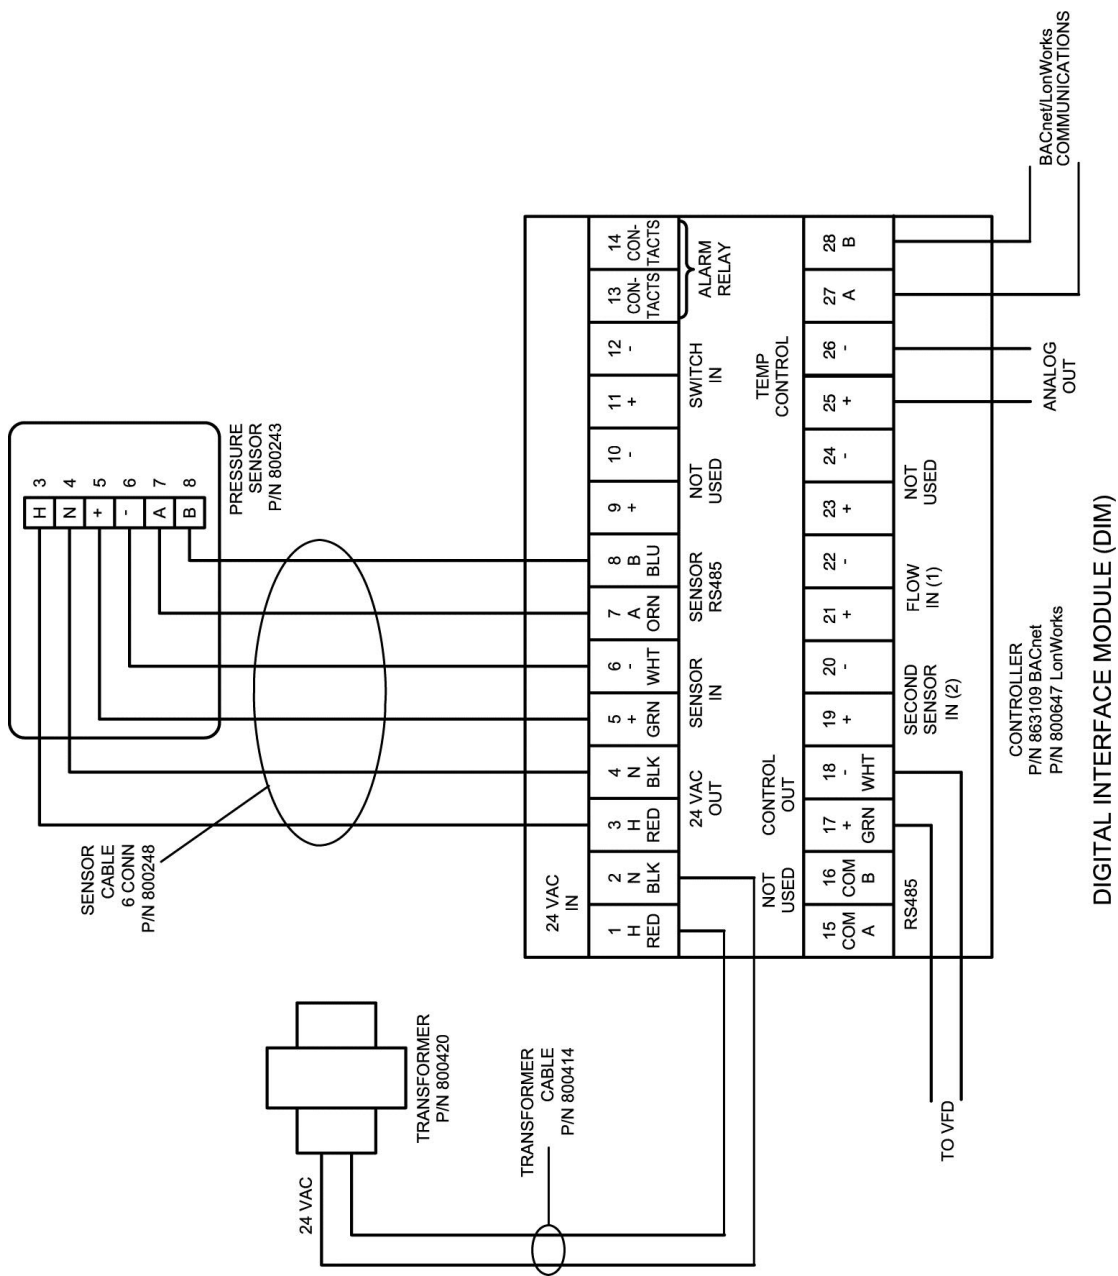 3
4
5
6
7
8
H
N
+
-
A
B
PRESSURE
SENSOR
P/N 800243
SENSOR
CABLE
6 CONN
P/N 800248
TRANSFORMER
P/N 800420
24 VAC
TRANSFORMER
CABLE
P/N 800414
24 VAC
IN
1
H
RED
2
N
BLK
3
H
RED
4
N
BLK
5
+
GRN
6
-
WHT
7
A
ORN
8
B
BLU
9
+
10
-
11
+
12
-
13
CON-
TACTS
14
CON-
TACTS
24 VAC
OUT
SENSOR
IN
SENSOR
RS485
NOT
USED
SWITCH
IN
ALARM
RELAY
NOT
USED
CONTROL
OUT
TEMP
CONTROL
15
COM
A
16
COM
B
17
+
GRN
18
-
WHT
19
+
20
-
21
+
22
-
23
+
24
-
25
+
26
-
27
A
28
B
RS485
SECOND
SENSOR
IN (2)
FLOW
IN (1)
NOT
USED
TO VFD
CONTROLLER
P/N 863109 BACnet
P/N 800647 LonWorks
ANALOG
OUT
BACnet/LonWorks
COMMUNICATIONS
DIGITAL INTERFACE MODULE (DIM)